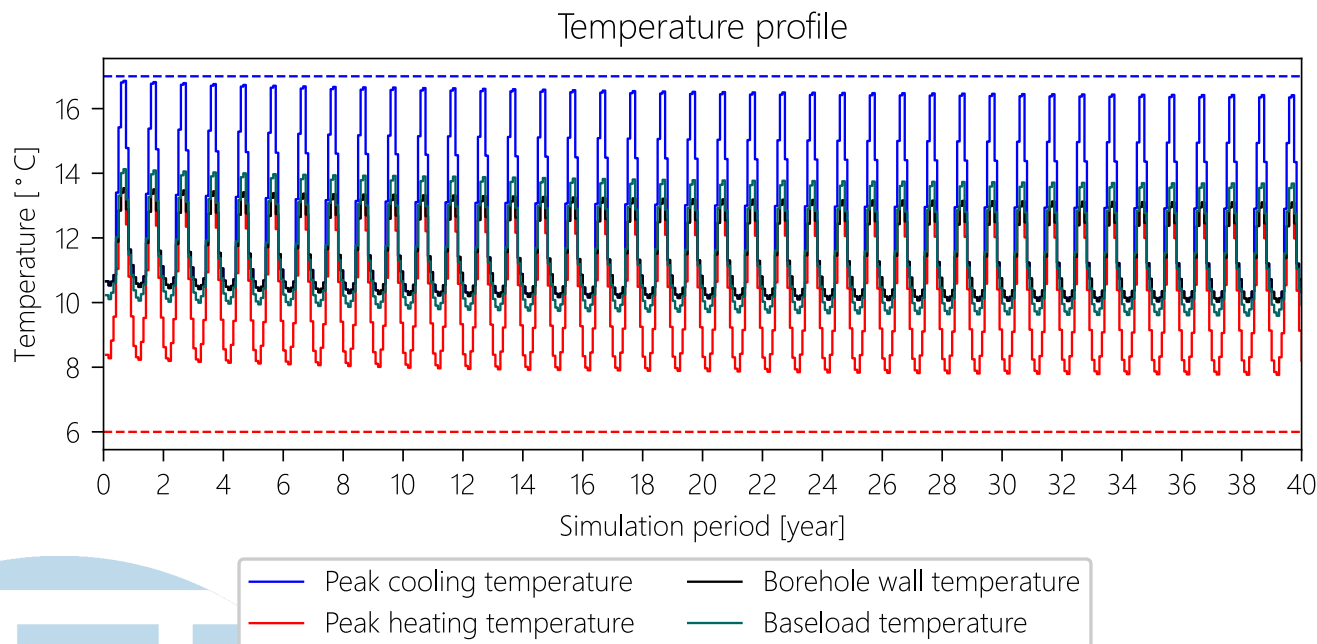 Temperature profile
Temperature [°C]
16
14
12
10
8
6
0 2 4 6 8 10 12 14 16 18 20 22 24 26 28 30 32 34 36 38 40
Simulation period [year]
Peak cooling temperature
Borehole wall temperature
Peak heating temperature
Baseload temperature